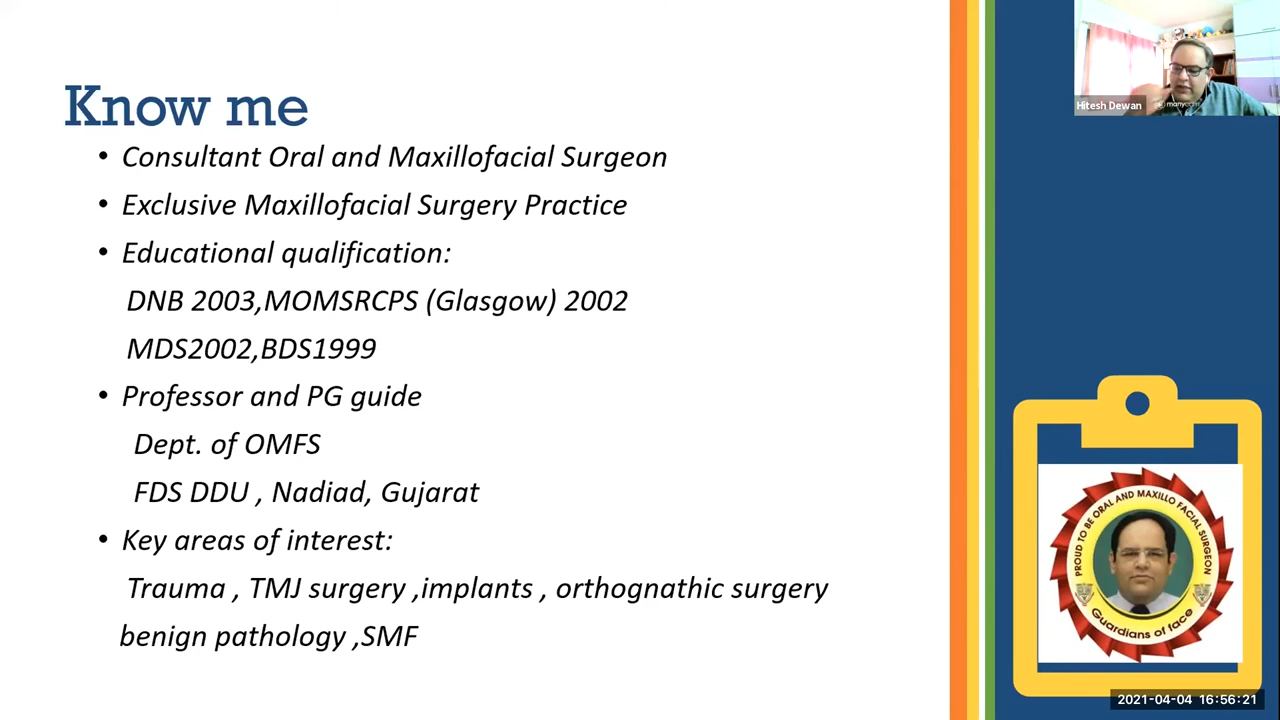 Know me
• Consultant Oral and Maxillofacial Surgeon
• Exclusive Maxillofacial Surgery Practice
• Educational qualification:
DNB 2003,MOMSRCPS (Glasgow) 2002
MDS2002,BDS1999
• Professor and PG guide
Dept. of OMFS
FDS DDU , Nadiad, Gujarat
• Key areas of interest:
Trauma , TMJ surgery ,implants , orthognathic surgery
benign pathology ,SMF
Hitesh Dewan
PROUD TO BE ORAL AND MAXILLO FACIAL SURGEON
Guardians of face
2021-04-04 16:56:21